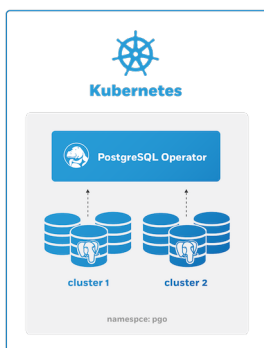 Kubernetes
PostgreSQL Operator
cluster 1 cluster 2
namespce: pgo